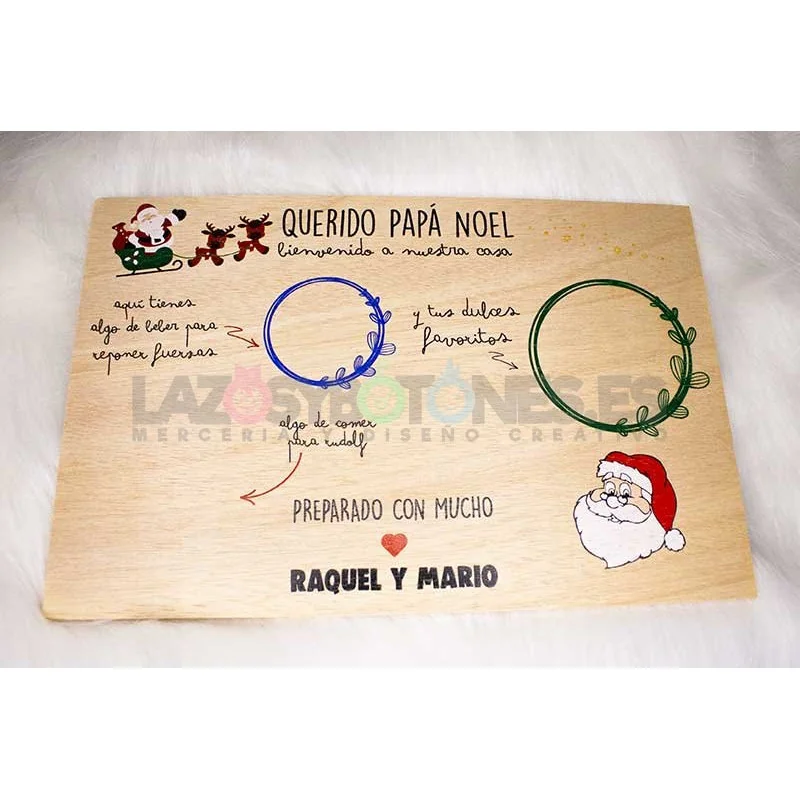 QUERIDO PAPÁ NOEL
bienvenido a nuestra casa
aquí tienes
algo de beber para
reponer fuersas
y tus dulces
favoritos
LAZOSYBOTONES.ES
MERCERIA Y DISEÑO CREATIVO
algo de comer
para rudolf
PREPARADO CON MUCHO
RAQUEL Y MARIO